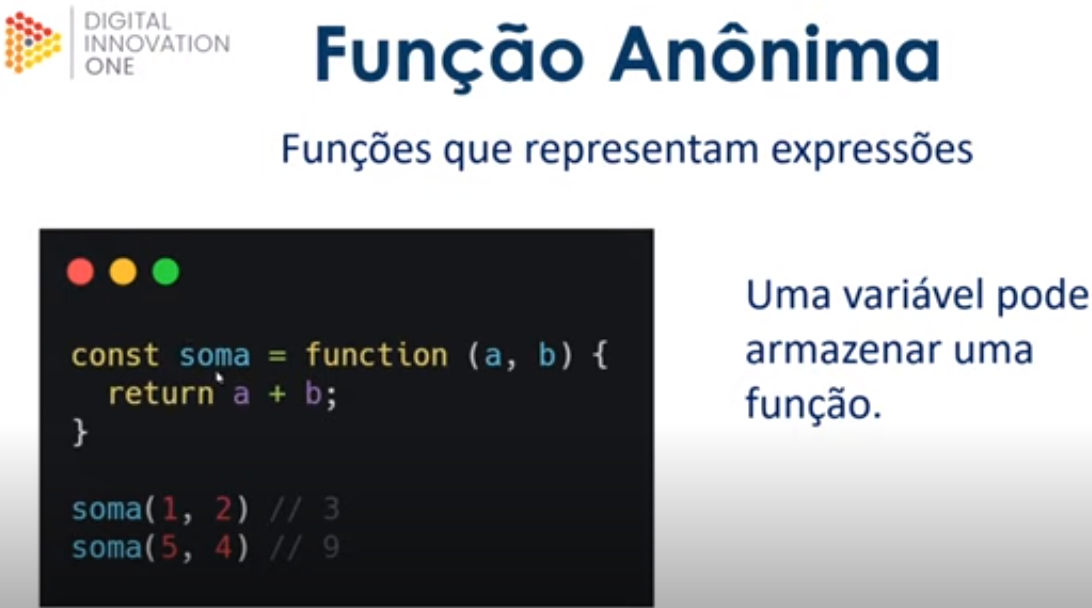 DIGITAL
INNOVATION
ONE
Função Anônima
Funções que representam expressões
const soma = function (a, b) {
  return a + b;
}
soma(1, 2) // 3
soma(5, 4) // 9
Uma variável pode
armazenar uma
função.